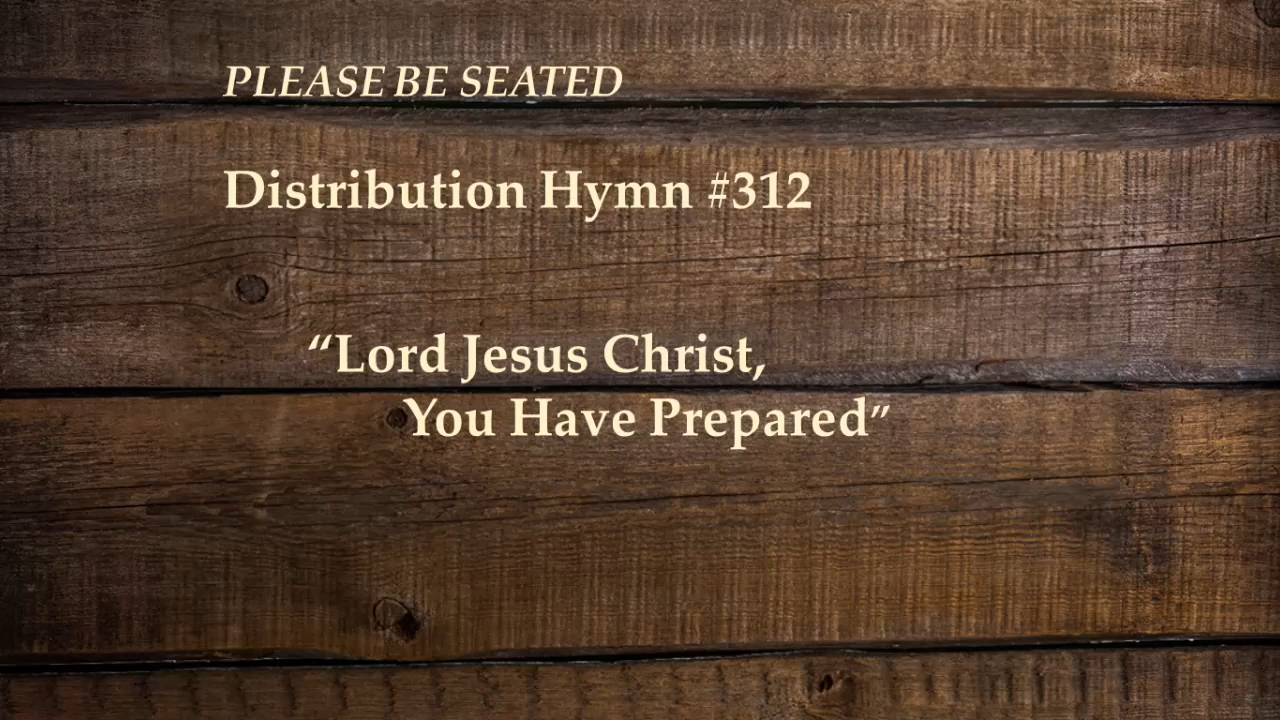 PLEASE BE SEATED
Distribution Hymn #312
“Lord Jesus Christ,
You Have Prepared”